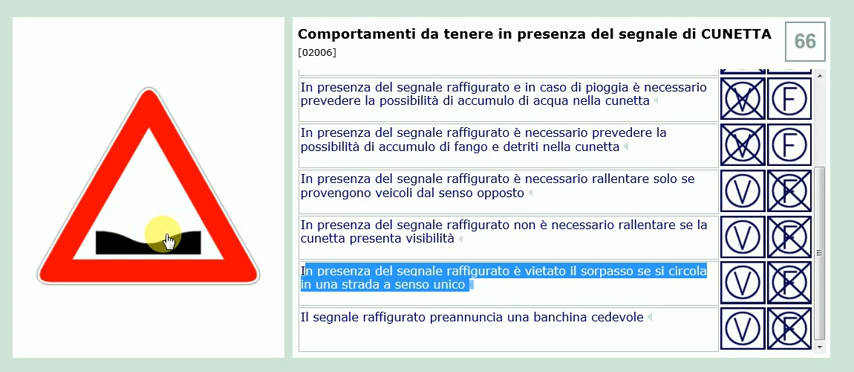 Comportamenti da tenere in presenza del segnale di CUNETTA
66
[02006]
In presenza del segnale raffigurato e in caso di pioggia è necessario
prevedere la possibilità di accumulo di acqua nella cunetta
V F
In presenza del segnale raffigurato è necessario prevedere la
possibilità di accumulo di fango e detriti nella cunetta
V F
In presenza del segnale raffigurato è necessario rallentare solo se
provengono veicoli dal senso opposto
V F
In presenza del segnale raffigurato non è necessario rallentare se la
cunetta presenta visibilità
V F
In presenza del segnale raffigurato è vietato il sorpasso se si circola
in una strada a senso unico
V F
Il segnale raffigurato preannuncia una banchina cedevole
V F